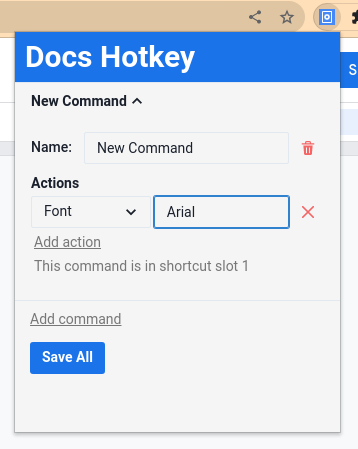 Docs Hotkey
S
New Command
Name: New Command
Actions
Font Arial
Add action
This command is in shortcut slot 1
Add command
Save All